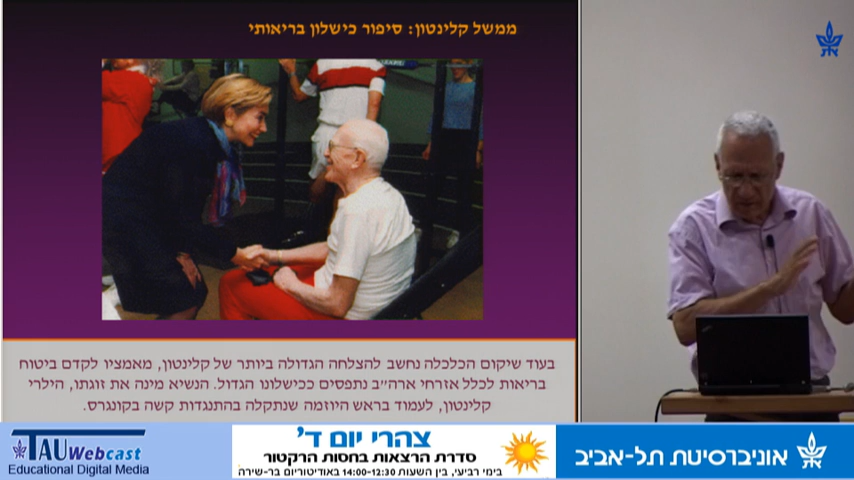 ממשל קלינטון: סיפור כישלון בריאותי
בעוד שיקום הכלכלה נחשב להצלחה הגדולה ביותר של קלינטון, מאמציו לקדם ביטוח
בריאות לכלל אזרחי ארה״ב נתפסים ככישלונו הגדול. הנשיא מינה את זוגתו, הילרי
קלינטון, לעמוד בראש היוזמה שנתקלה בהתנגדות קשה בקונגרס.
TAU Webcast
Educational Digital Media
צהרי יום ד'
סדרת הרצאות בחסות הרקטור
בימי רביעי, בין השעות 14:00-12:30 באודיטוריום בר-שירה
אוניברסיטת תל-אביב